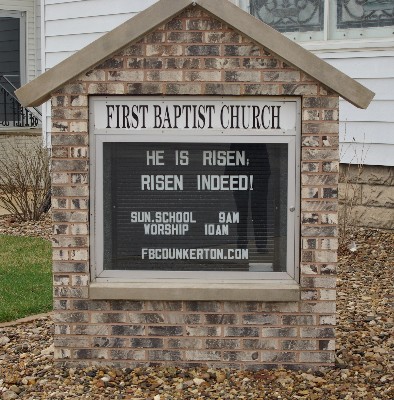 First Baptist Church
HE IS RISEN;
RISEN INDEED!
SUN.SCHOOL 9AM
WORSHIP 10AM
FBCDUNKERTON.COM